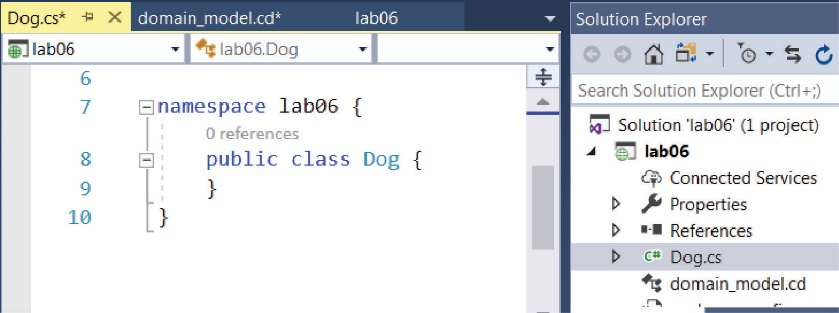 Dog.cs* domain_model.cd* lab06
lab06 lab06.Dog
6
7 namespace lab06 {
0 references
8 public class Dog {
9 }
10 }
Solution Explorer
Search Solution Explorer (Ctrl+;)
Solution 'lab06' (1 project)
lab06
Connected Services
Properties
References
C# Dog.cs
domain_model.cd